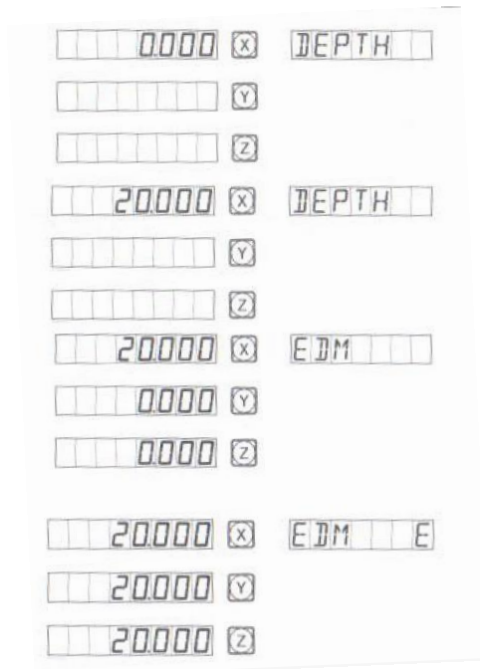 0.000 X DEPTH
Y
Z
20.000 X DEPTH
Y
Z
20.000 X EDM
0.000 Y
0.000 Z
20.000 X EDM E
20.000 Y
20.000 Z